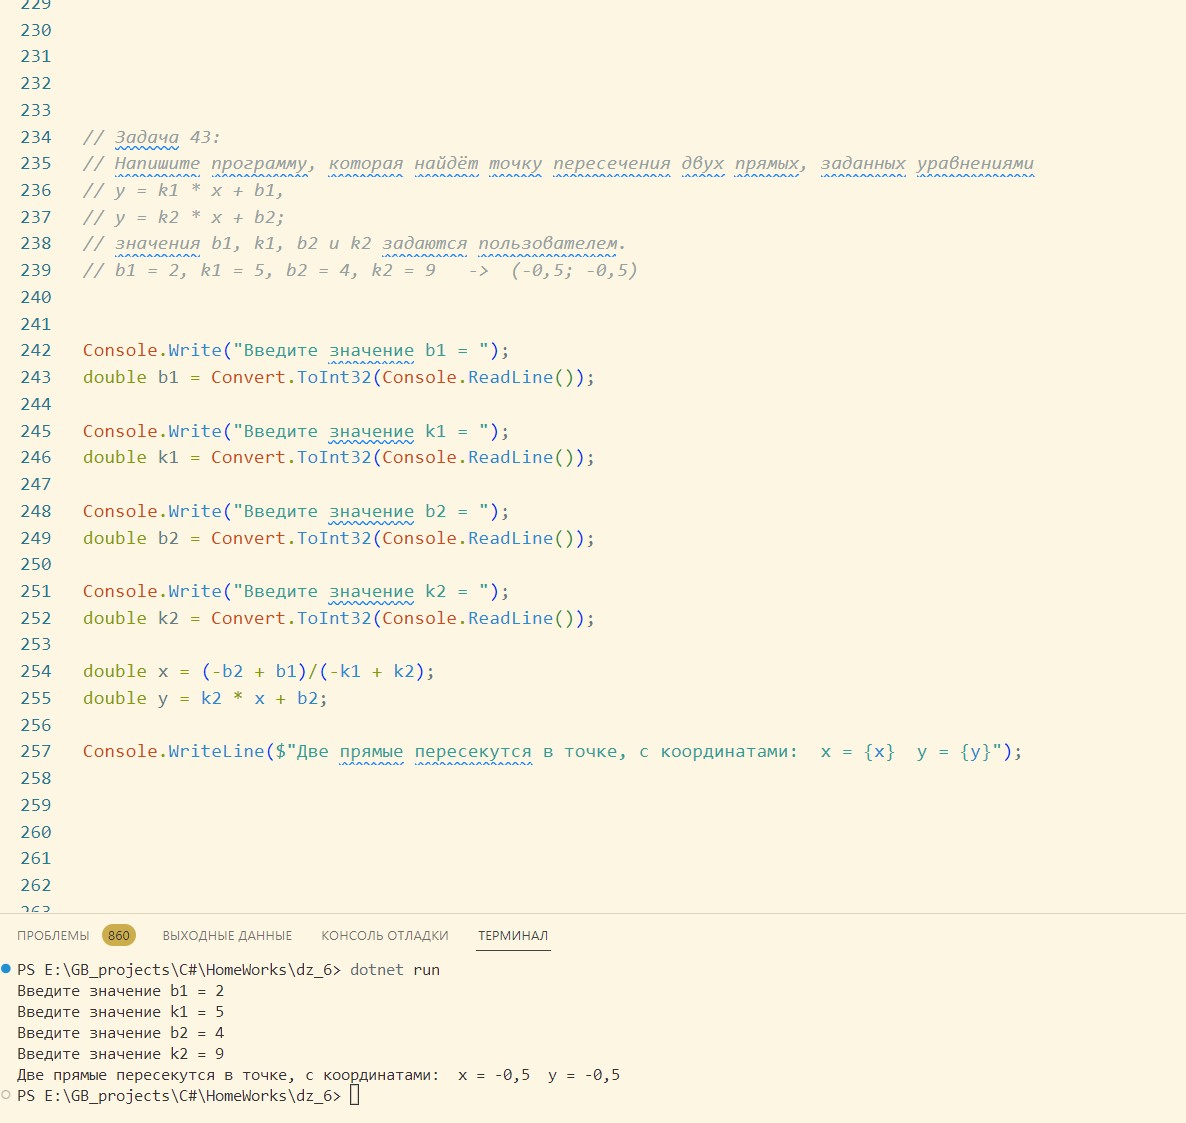 229
230
231
232
233
234 // Задача 43:
235 // Напишите программу, которая найдёт точку пересечения двух прямых, заданных уравнениями
236 // y = k1 * x + b1,
237 // y = k2 * x + b2;
238 // значения b1, k1, b2 и k2 задаются пользователем.
239 // b1 = 2, k1 = 5, b2 = 4, k2 = 9   ->  (-0,5; -0,5)
240
241
242 Console.Write("Введите значение b1 = ");
243 double b1 = Convert.ToInt32(Console.ReadLine());
244
245 Console.Write("Введите значение k1 = ");
246 double k1 = Convert.ToInt32(Console.ReadLine());
247
248 Console.Write("Введите значение b2 = ");
249 double b2 = Convert.ToInt32(Console.ReadLine());
250
251 Console.Write("Введите значение k2 = ");
252 double k2 = Convert.ToInt32(Console.ReadLine());
253
254 double x = (-b2 + b1)/(-k1 + k2);
255 double y = k2 * x + b2;
256
257 Console.WriteLine($"Две прямые пересекутся в точке, с координатами:  x = {x}  y = {y}");
258
259
260
261
262
263
ПРОБЛЕМЫ 860 ВЫХОДНЫЕ ДАННЫЕ КОНСОЛЬ ОТЛАДКИ ТЕРМИНАЛ
PS E:\GB_projects\C#\HomeWorks\dz_6> dotnet run
Введите значение b1 = 2
Введите значение k1 = 5
Введите значение b2 = 4
Введите значение k2 = 9
Две прямые пересекутся в точке, с координатами:  x = -0,5  y = -0,5
PS E:\GB_projects\C#\HomeWorks\dz_6>